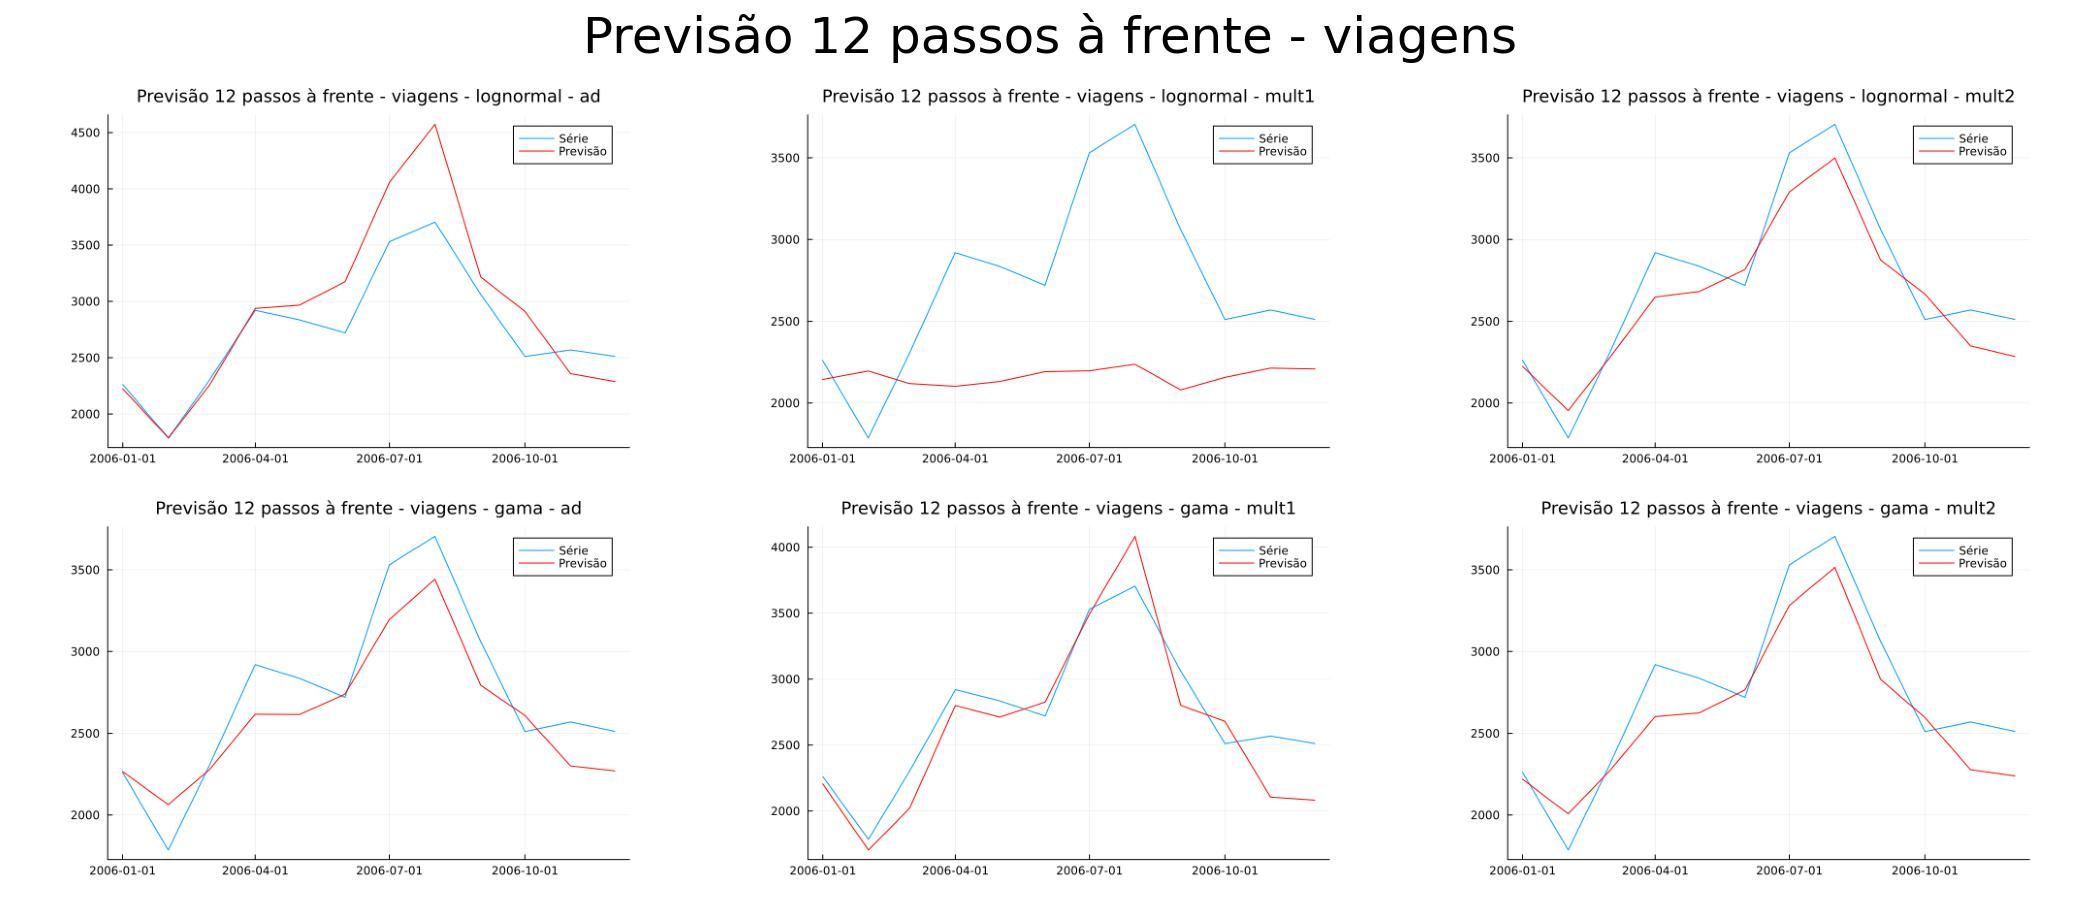 Previsão 12 passos à frente - viagens
Previsão 12 passos à frente - viagens - lognormal - ad
Série
Previsão
4500
4000
3500
3000
2500
2000
2006-01-01
2006-04-01
2006-07-01
2006-10-01
Previsão 12 passos à frente - viagens - lognormal - mult1
Série
Previsão
3500
3000
2500
2000
2006-01-01
2006-04-01
2006-07-01
2006-10-01
Previsão 12 passos à frente - viagens - lognormal - mult2
Série
Previsão
3500
3000
2500
2000
2006-01-01
2006-04-01
2006-07-01
2006-10-01
Previsão 12 passos à frente - viagens - gama - ad
Série
Previsão
3500
3000
2500
2000
2006-01-01
2006-04-01
2006-07-01
2006-10-01
Previsão 12 passos à frente - viagens - gama - mult1
Série
Previsão
4000
3500
3000
2500
2000
2006-01-01
2006-04-01
2006-07-01
2006-10-01
Previsão 12 passos à frente - viagens - gama - mult2
Série
Previsão
3500
3000
2500
2000
2006-01-01
2006-04-01
2006-07-01
2006-10-01